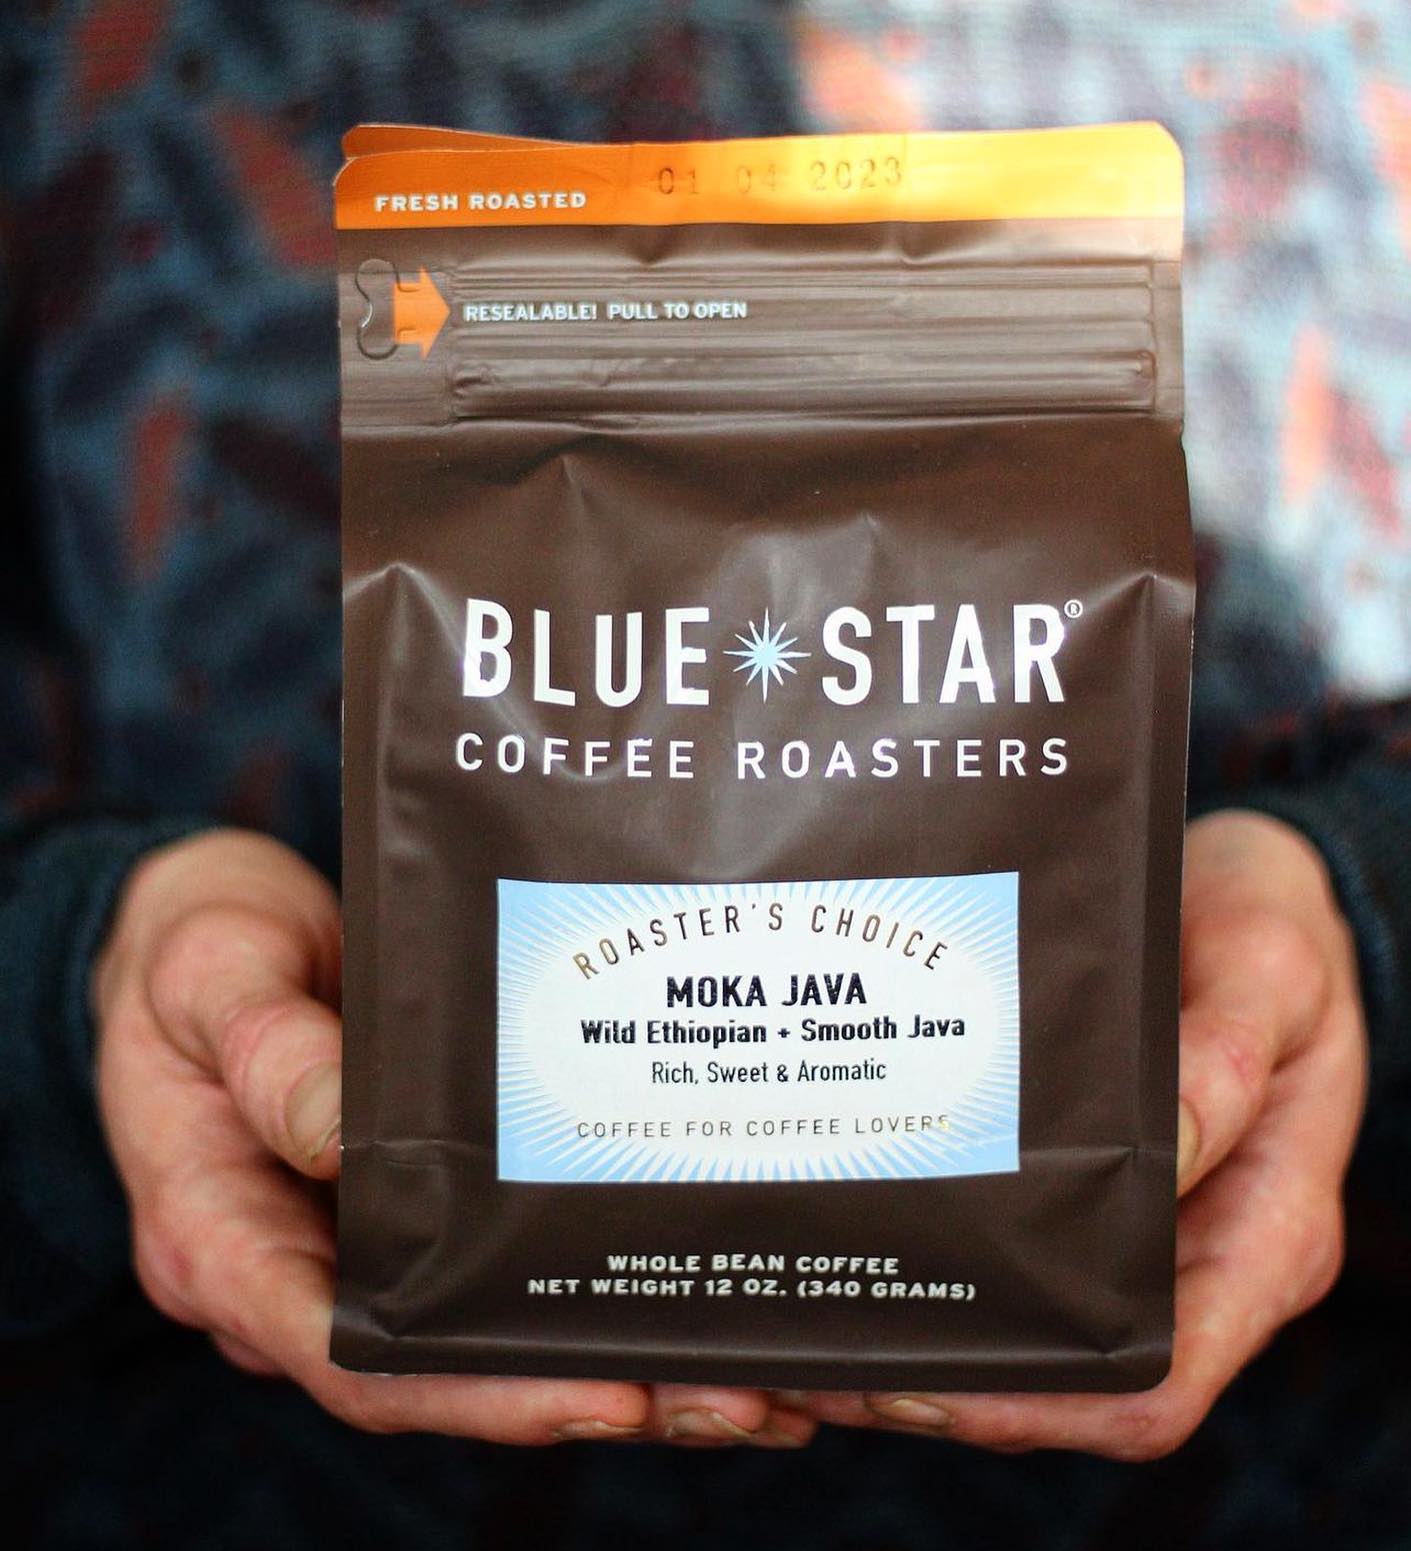 FRESH ROASTED 01 04 2023
RESEALABLE! PULL TO OPEN
BLUE STAR®
COFFEE ROASTERS
ROASTER'S CHOICE
MOKA JAVA
Wild Ethiopian + Smooth Java
Rich, Sweet & Aromatic
COFFEE FOR COFFEE LOVERS
WHOLE BEAN COFFEE
NET WEIGHT 12 OZ. (340 GRAMS)